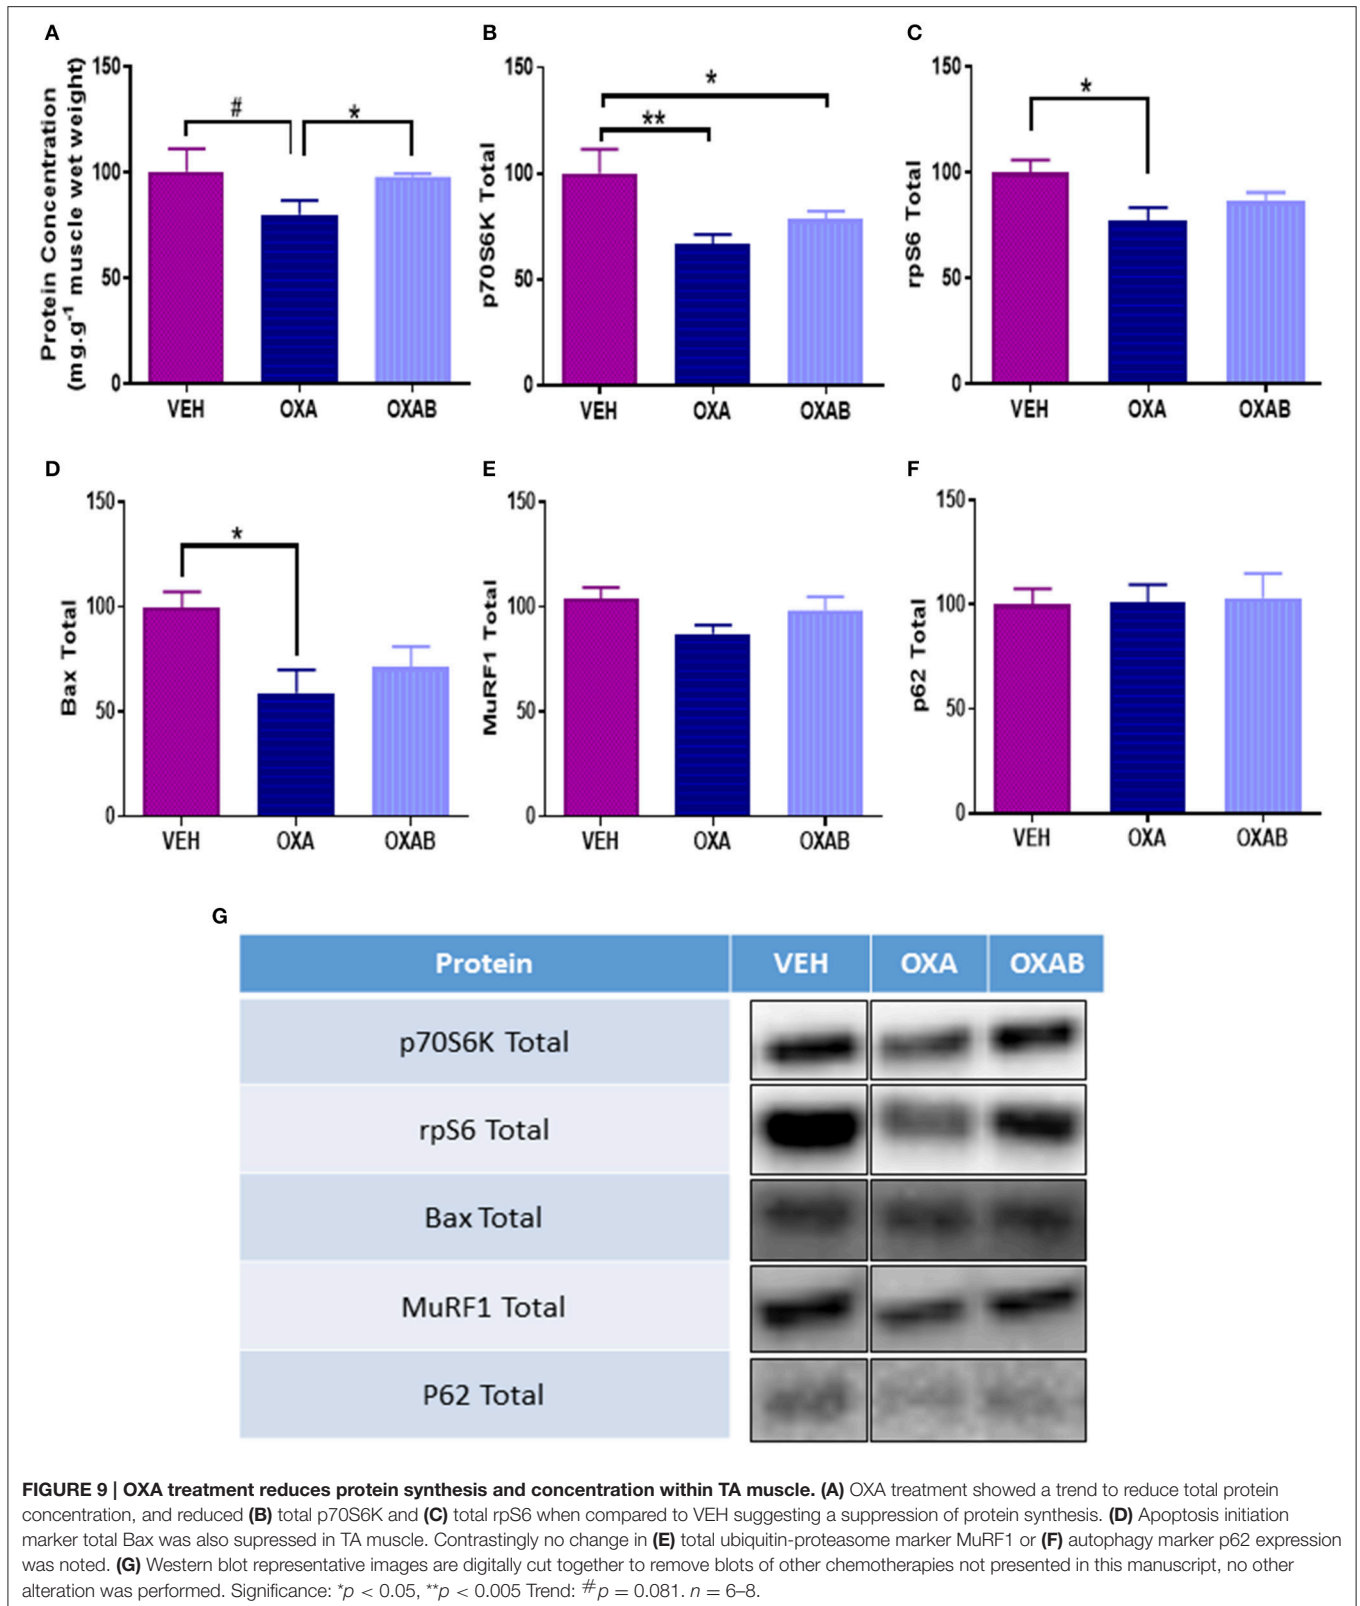 A
Protein Concentration
(mg.g-1 muscle wet weight)
150
100
50
0
#
*
VEH OXA OXAB
B
p70S6K Total
150
100
50
0
*
**
VEH OXA OXAB
C
rpS6 Total
150
100
50
0
*
VEH OXA OXAB
D
Bax Total
150
100
50
0
*
VEH OXA OXAB
E
MuRF1 Total
150
100
50
0
VEH OXA OXAB
F
p62 Total
150
100
50
0
VEH OXA OXAB
G
Protein VEH OXA OXAB
p70S6K Total
rpS6 Total
Bax Total
MuRF1 Total
P62 Total
FIGURE 9 | OXA treatment reduces protein synthesis and concentration within TA muscle. (A) OXA treatment showed a trend to reduce total protein
concentration, and reduced (B) total p70S6K and (C) total rpS6 when compared to VEH suggesting a suppression of protein synthesis. (D) Apoptosis initiation
marker total Bax was also supressed in TA muscle. Contrastingly no change in (E) total ubiquitin-proteasome marker MuRF1 or (F) autophagy marker p62 expression
was noted. (G) Western blot representative images are digitally cut together to remove blots of other chemotherapies not presented in this manuscript, no other
alteration was performed. Significance: *p < 0.05, **p < 0.005 Trend: #p = 0.081. n = 6–8.